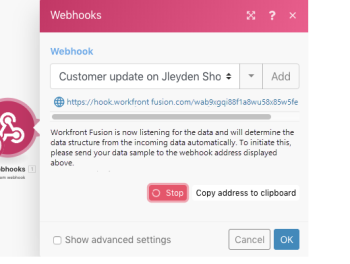 Webhooks
?
Webhook
Customer update on Jleyden Sho
Add
https://hook.workfront fusion.com/wab9xgqi88f1a8wu58x85w5fe
Workfront Fusion is now listening for the data and will determine the
data structure from the incoming data automatically. To initiate this,
please send your data sample to the webhook address displayed
above.
Stop
Copy address to clipboard
Show advanced settings
Cancel
OK